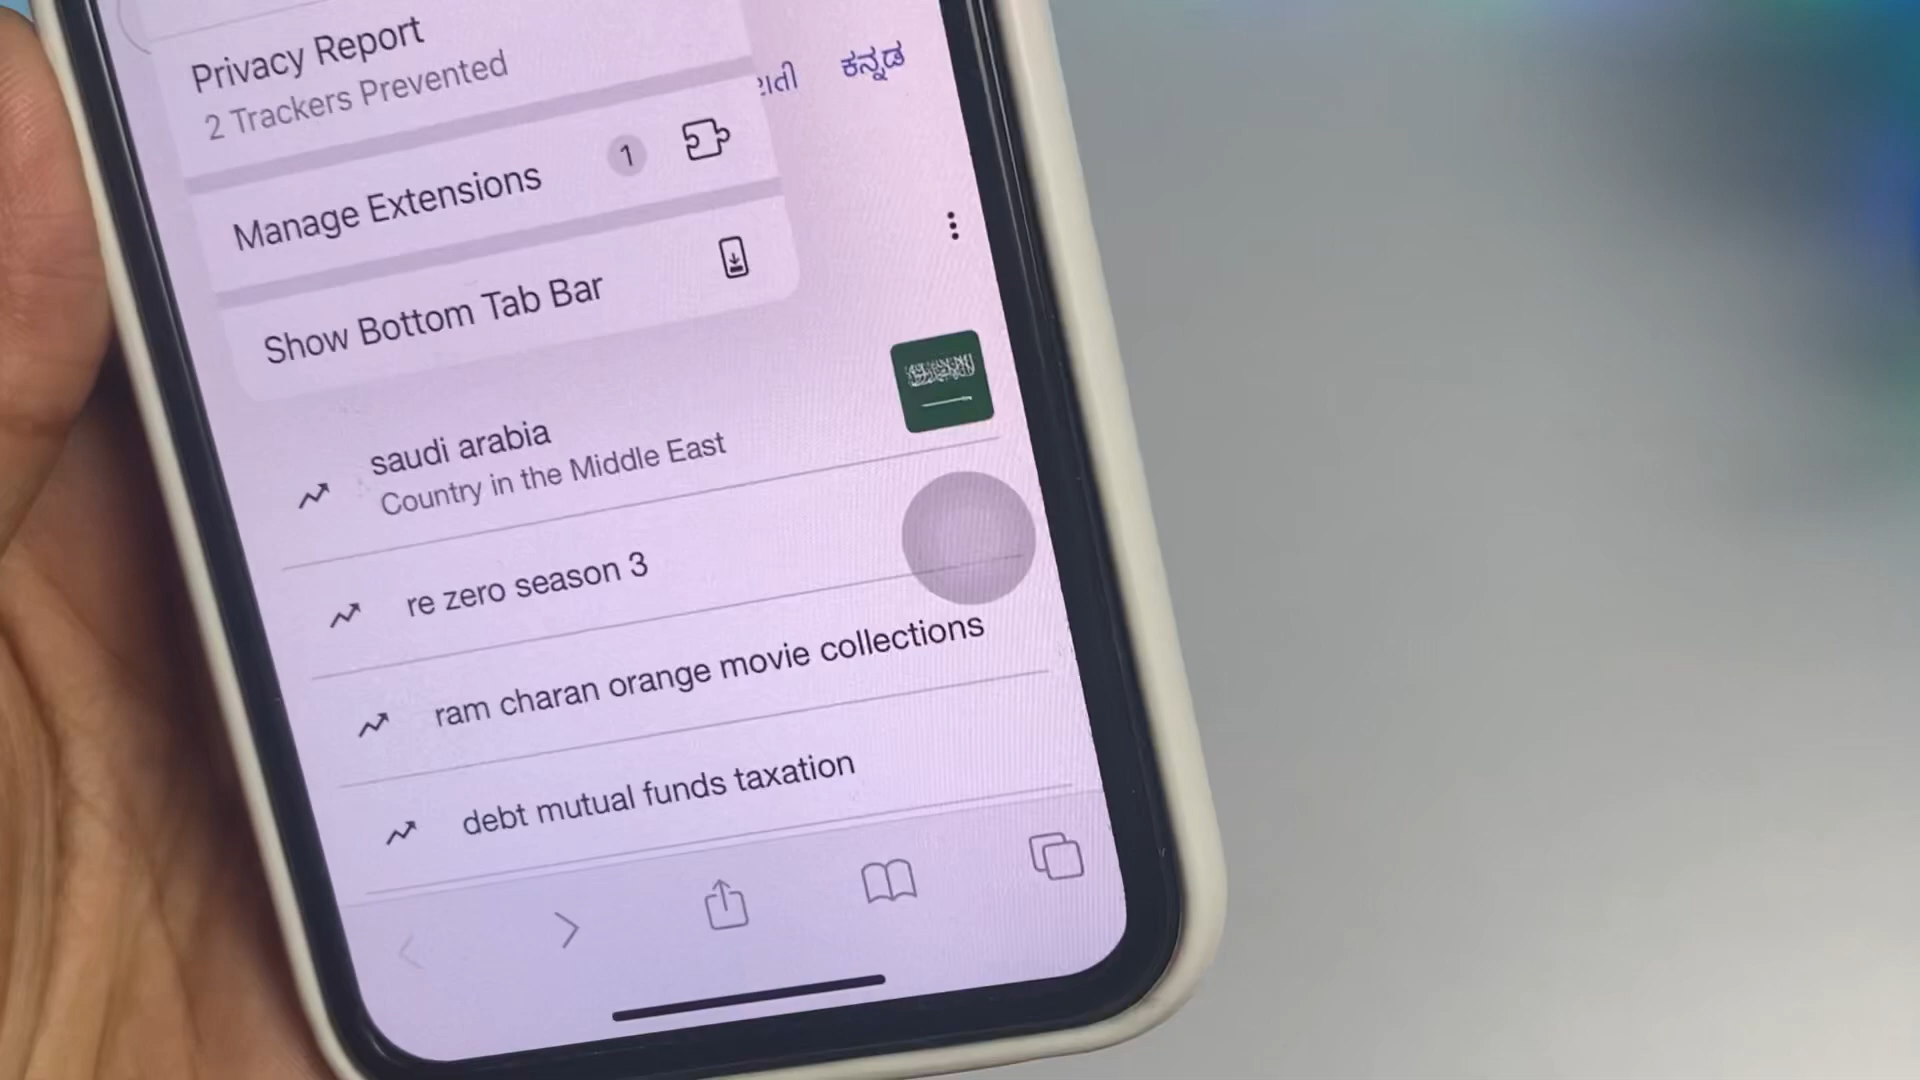 Privacy Report
2 Trackers Prevented
ಕನ್ನಡ
Manage Extensions 1
Show Bottom Tab Bar
saudi arabia
Country in the Middle East
re zero season 3
ram charan orange movie collections
debt mutual funds taxation